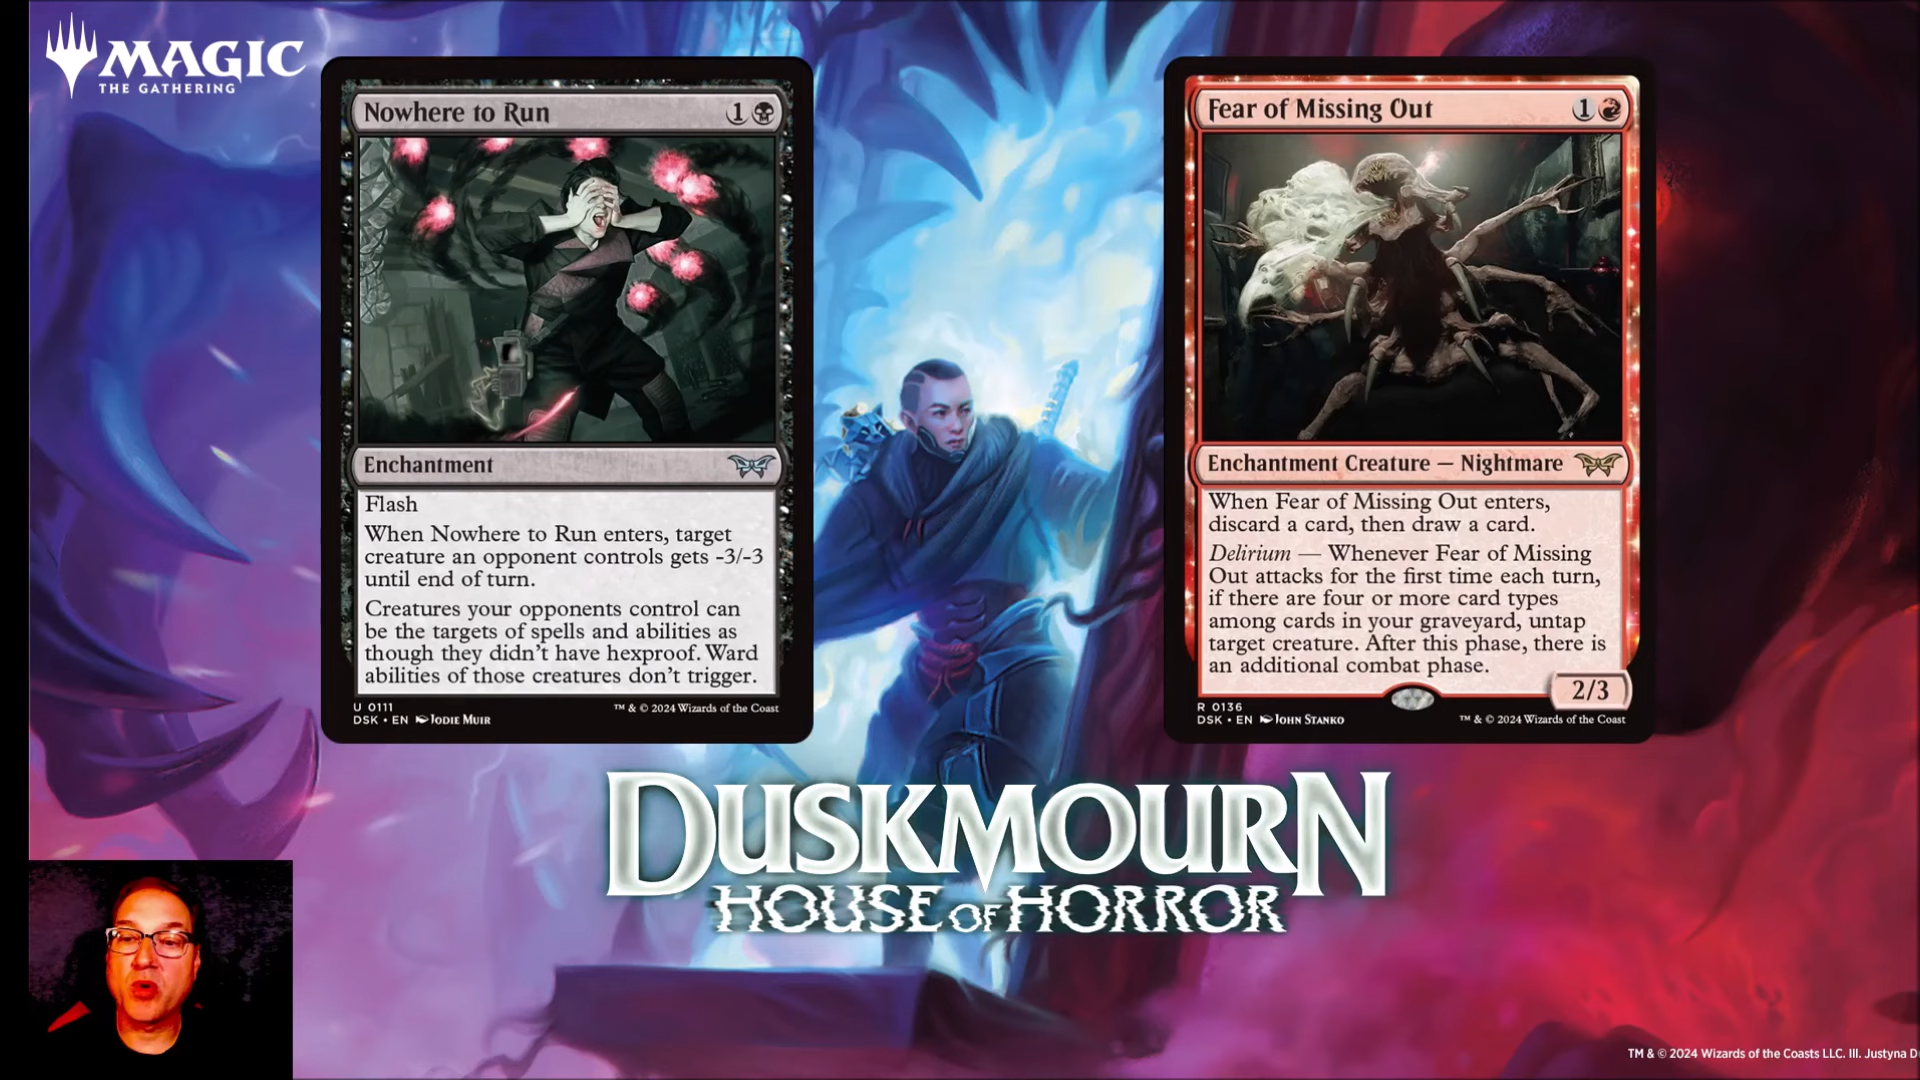 MAGIC
THE GATHERING
Nowhere to Run 1
Enchantment
Flash
When Nowhere to Run enters, target
creature an opponent controls gets -3/-3
until end of turn.
Creatures your opponents control can
be the targets of spells and abilities as
though they didn't have hexproof. Ward
abilities of those creatures don't trigger.
U 0111
DSK • EN Jodie Muir
™ & © 2024 Wizards of the Coast
Fear of Missing Out 1
Enchantment Creature — Nightmare
When Fear of Missing Out enters,
discard a card, then draw a card.
Delirium — Whenever Fear of Missing
Out attacks for the first time each turn,
if there are four or more card types
among cards in your graveyard, untap
target creature. After this phase, there is
an additional combat phase.
2/3
R 0136
DSK • EN John Stanko
™ & © 2024 Wizards of the Coast
DUSKMOURN
HOUSE OF HORROR
TM & © 2024 Wizards of the Coasts LLC. Ill. Justyna D